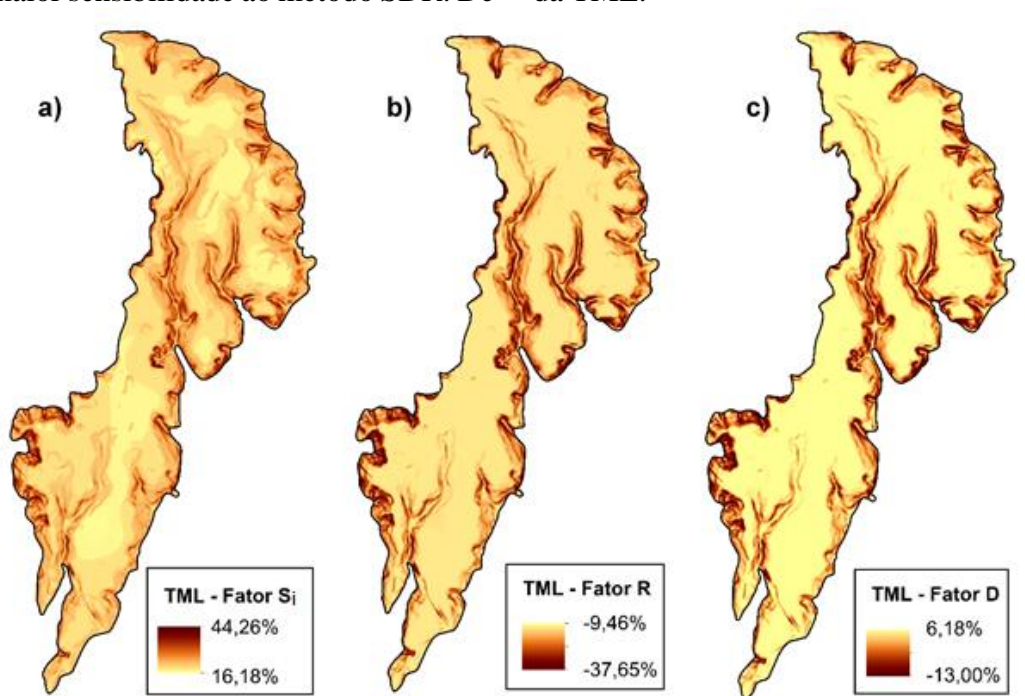 a)
b)
c)
TML - Fator Si
44,26%
16,18%
TML - Fator R
-9,46%
-37,65%
TML - Fator D
6,18%
-13,00%